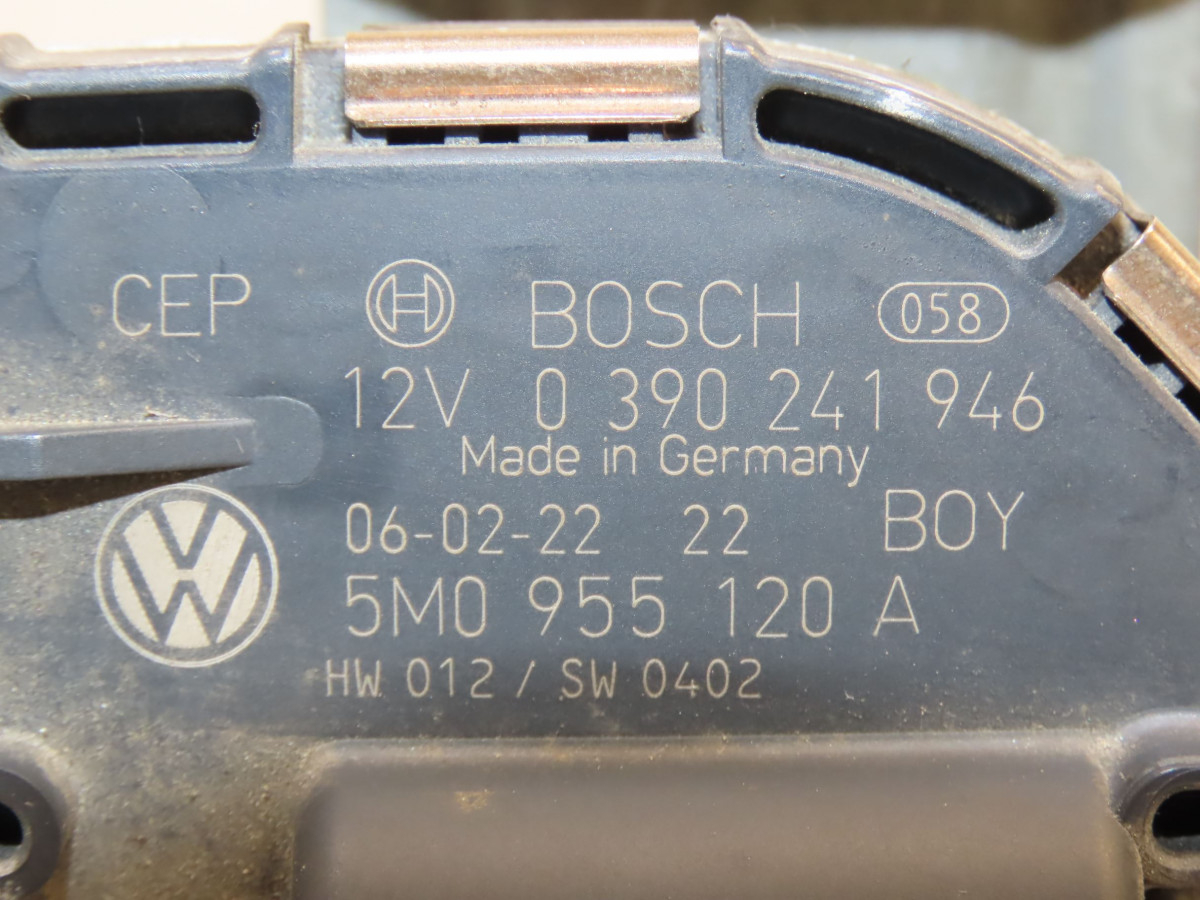 CEP BOSCH 058
12V 0 390 241 946
Made in Germany
06-02-22 22 BOY
5M0 955 120 A
HW 012 / SW 0402